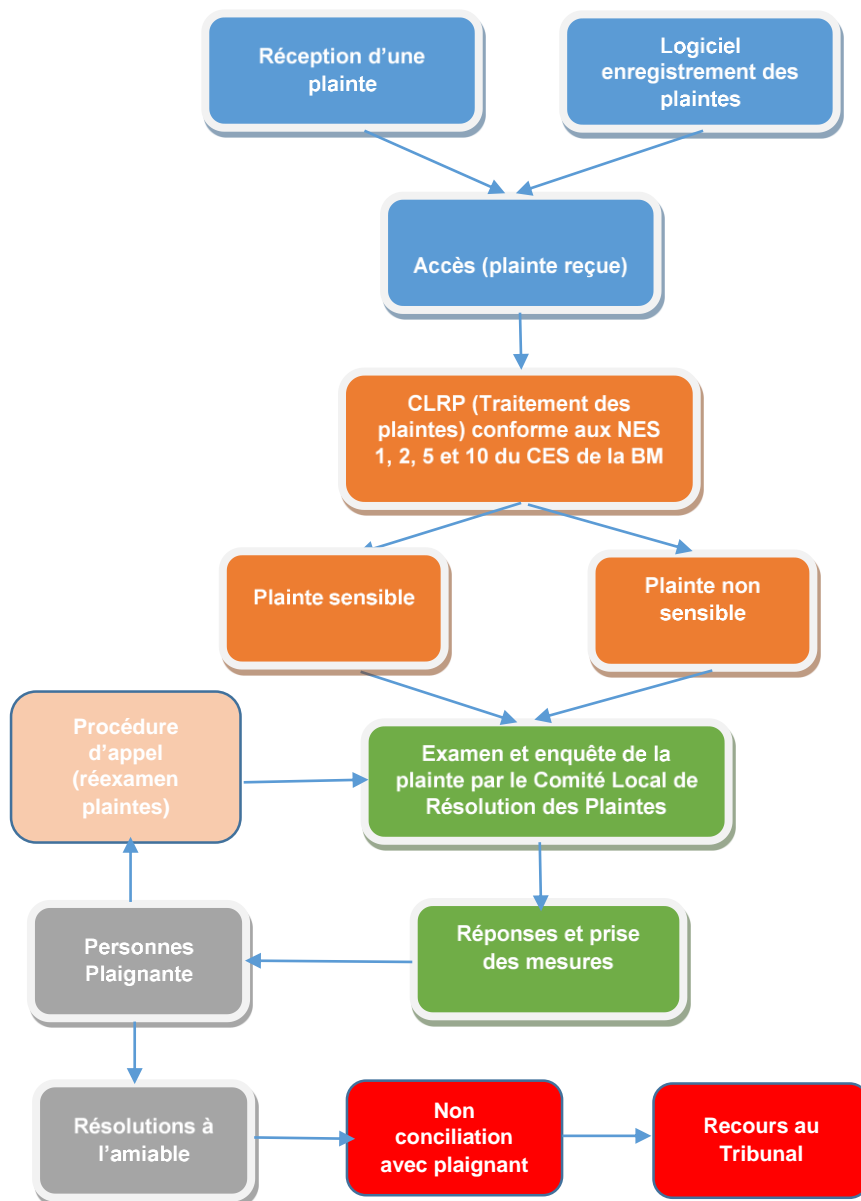 Réception d’une
plainte
Logiciel
enregistrement des
plaintes
Accès (plainte reçue)
CLRP (Traitement des
plaintes) conforme aux NES
1, 2, 5 et 10 du CES de la BM
Plainte sensible
Plainte non
sensible
Procédure
d’appel
(réexamen
plaintes)
Examen et enquête de la
plainte par le Comité Local de
Résolution des Plaintes
Personnes
Plaignante
Réponses et prise
des mesures
Résolutions à
l’amiable
Non
conciliation
avec plaignant
Recours au
Tribunal